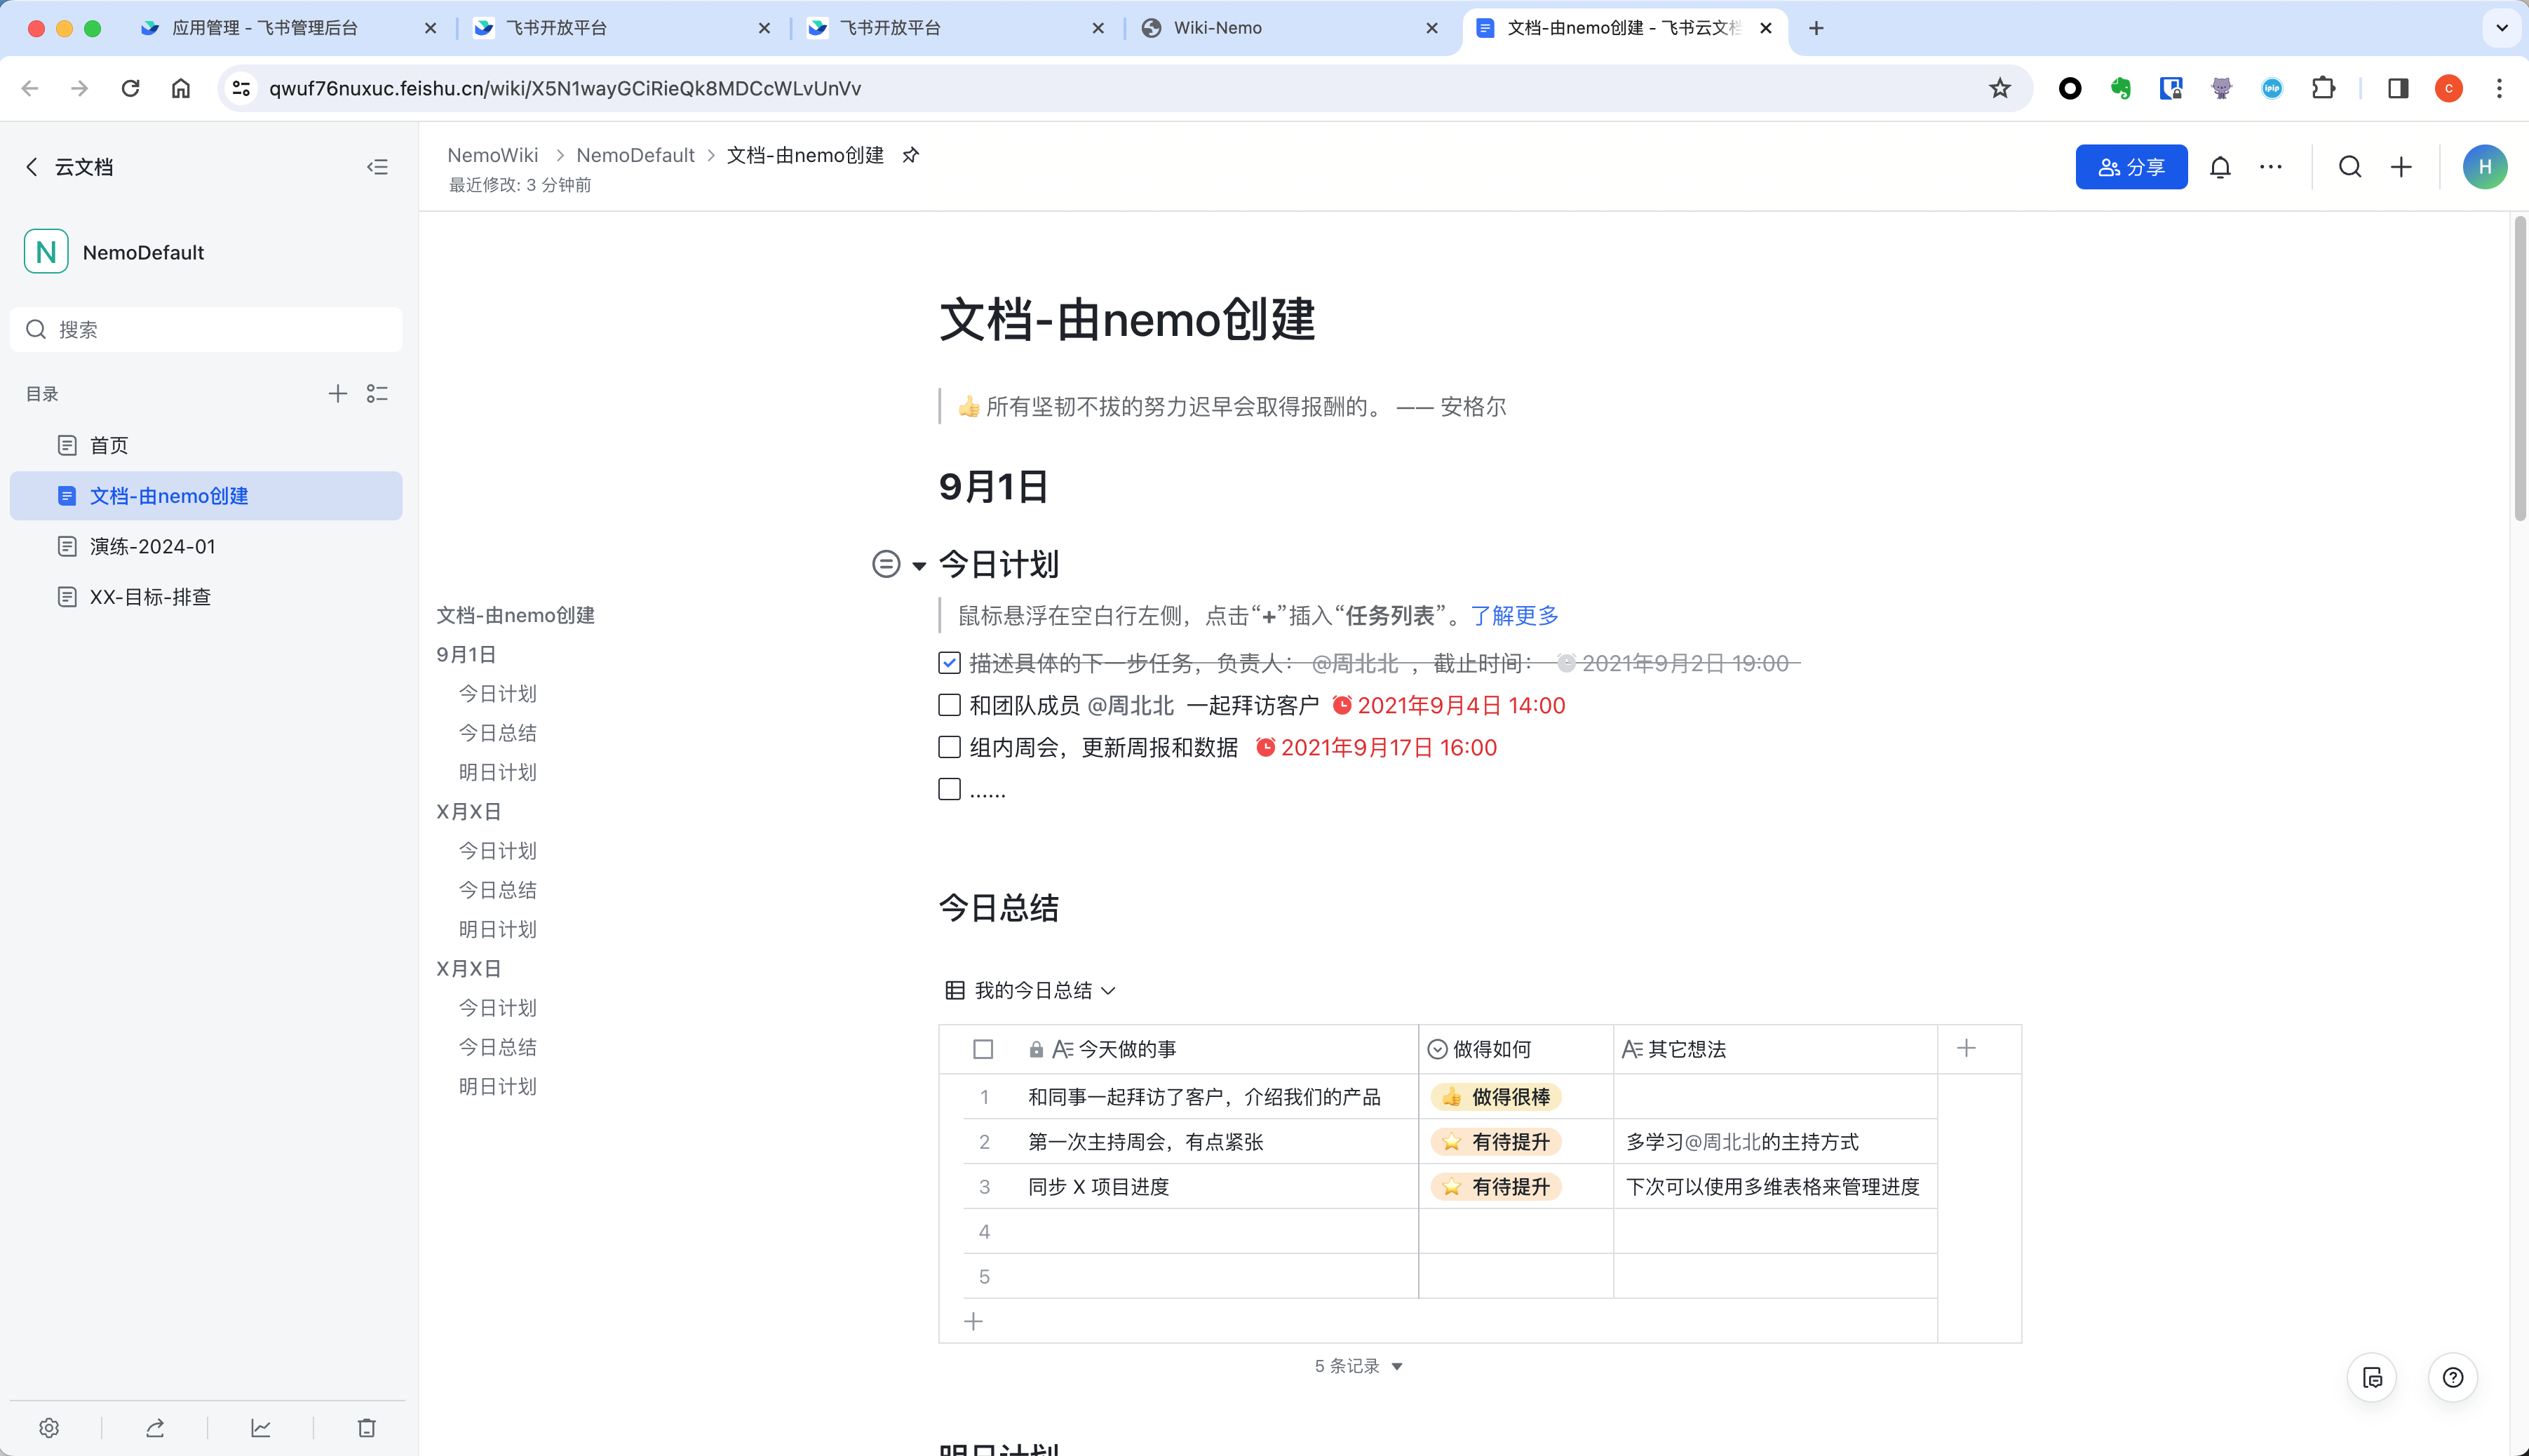 应用管理 - 飞书管理后台
飞书开放平台
飞书开放平台
Wiki-Nemo
文档-由nemo创建 - 飞书云文档
qwuf76nuxuc.feishu.cn/wiki/X5N1wayGCiRieQk8MDCcWLvUnVv
ipip
C
云文档
NemoWiki > NemoDefault > 文档-由nemo创建
最近修改: 3 分钟前
分享
H
N NemoDefault
搜索
目录
首页
文档-由nemo创建
演练-2024-01
XX-目标-排查
文档-由nemo创建
9月1日
今日计划
今日总结
明日计划
X月X日
今日计划
今日总结
明日计划
X月X日
今日计划
今日总结
明日计划
文档-由nemo创建
👍 所有坚韧不拔的努力迟早会取得报酬的。 —— 安格尔
9月1日
今日计划
鼠标悬浮在空白行左侧，点击“+”插入“任务列表”。了解更多
描述具体的下一步任务，负责人： @周北北 ，截止时间： 2021年9月2日 19:00
和团队成员 @周北北 一起拜访客户 2021年9月4日 14:00
组内周会，更新周报和数据 2021年9月17日 16:00
......
今日总结
我的今日总结
今天做的事 做得如何 其它想法
1 和同事一起拜访了客户，介绍我们的产品 👍 做得很棒
2 第一次主持周会，有点紧张 ⭐ 有待提升 多学习@周北北的主持方式
3 同步 X 项目进度 ⭐ 有待提升 下次可以使用多维表格来管理进度
4
5
5 条记录
明日计划